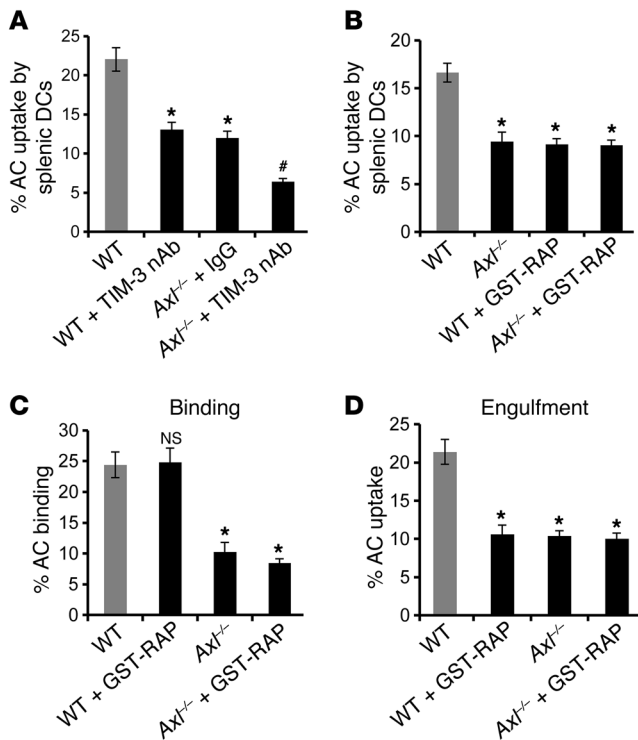 A
% AC uptake by
splenic DCs
25
20
15
10
5
0
*
*
#
WT
WT + TIM-3 nAb
Axl⁻/⁻ + IgG
Axl⁻/⁻ + TIM-3 nAb
B
% AC uptake by
splenic DCs
20
15
10
5
0
*
*
*
WT
Axl⁻/⁻
WT + GST-RAP
Axl⁻/⁻ + GST-RAP
C
Binding
% AC binding
30
25
20
15
10
5
0
NS
*
*
WT
WT + GST-RAP
Axl⁻/⁻
Axl⁻/⁻ + GST-RAP
D
Engulfment
% AC uptake
25
20
15
10
5
0
*
*
*
WT
WT + GST-RAP
Axl⁻/⁻
Axl⁻/⁻ + GST-RAP